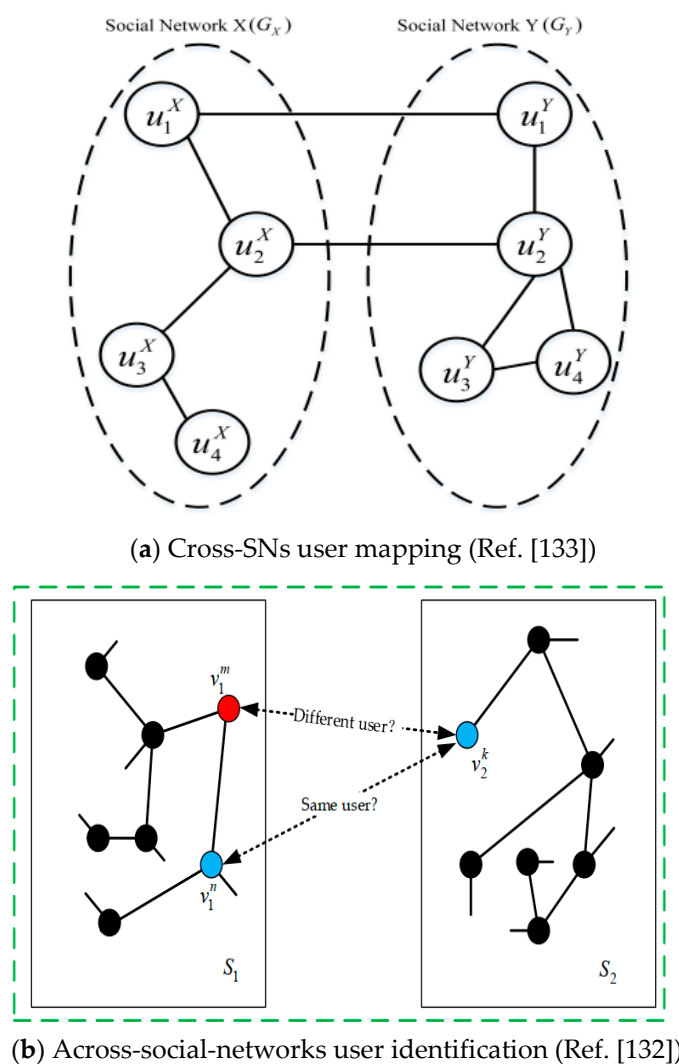 Social Network X(G_X) Social Network Y(G_Y)
u_1^X u_1^Y
u_2^X u_2^Y
u_3^X u_3^Y u_4^Y
u_4^X
(a) Cross-SNs user mapping (Ref. [133])
v_1^m
Different user?
v_2^k
Same user?
v_1^n
S_1 S_2
(b) Across-social-networks user identification (Ref. [132])